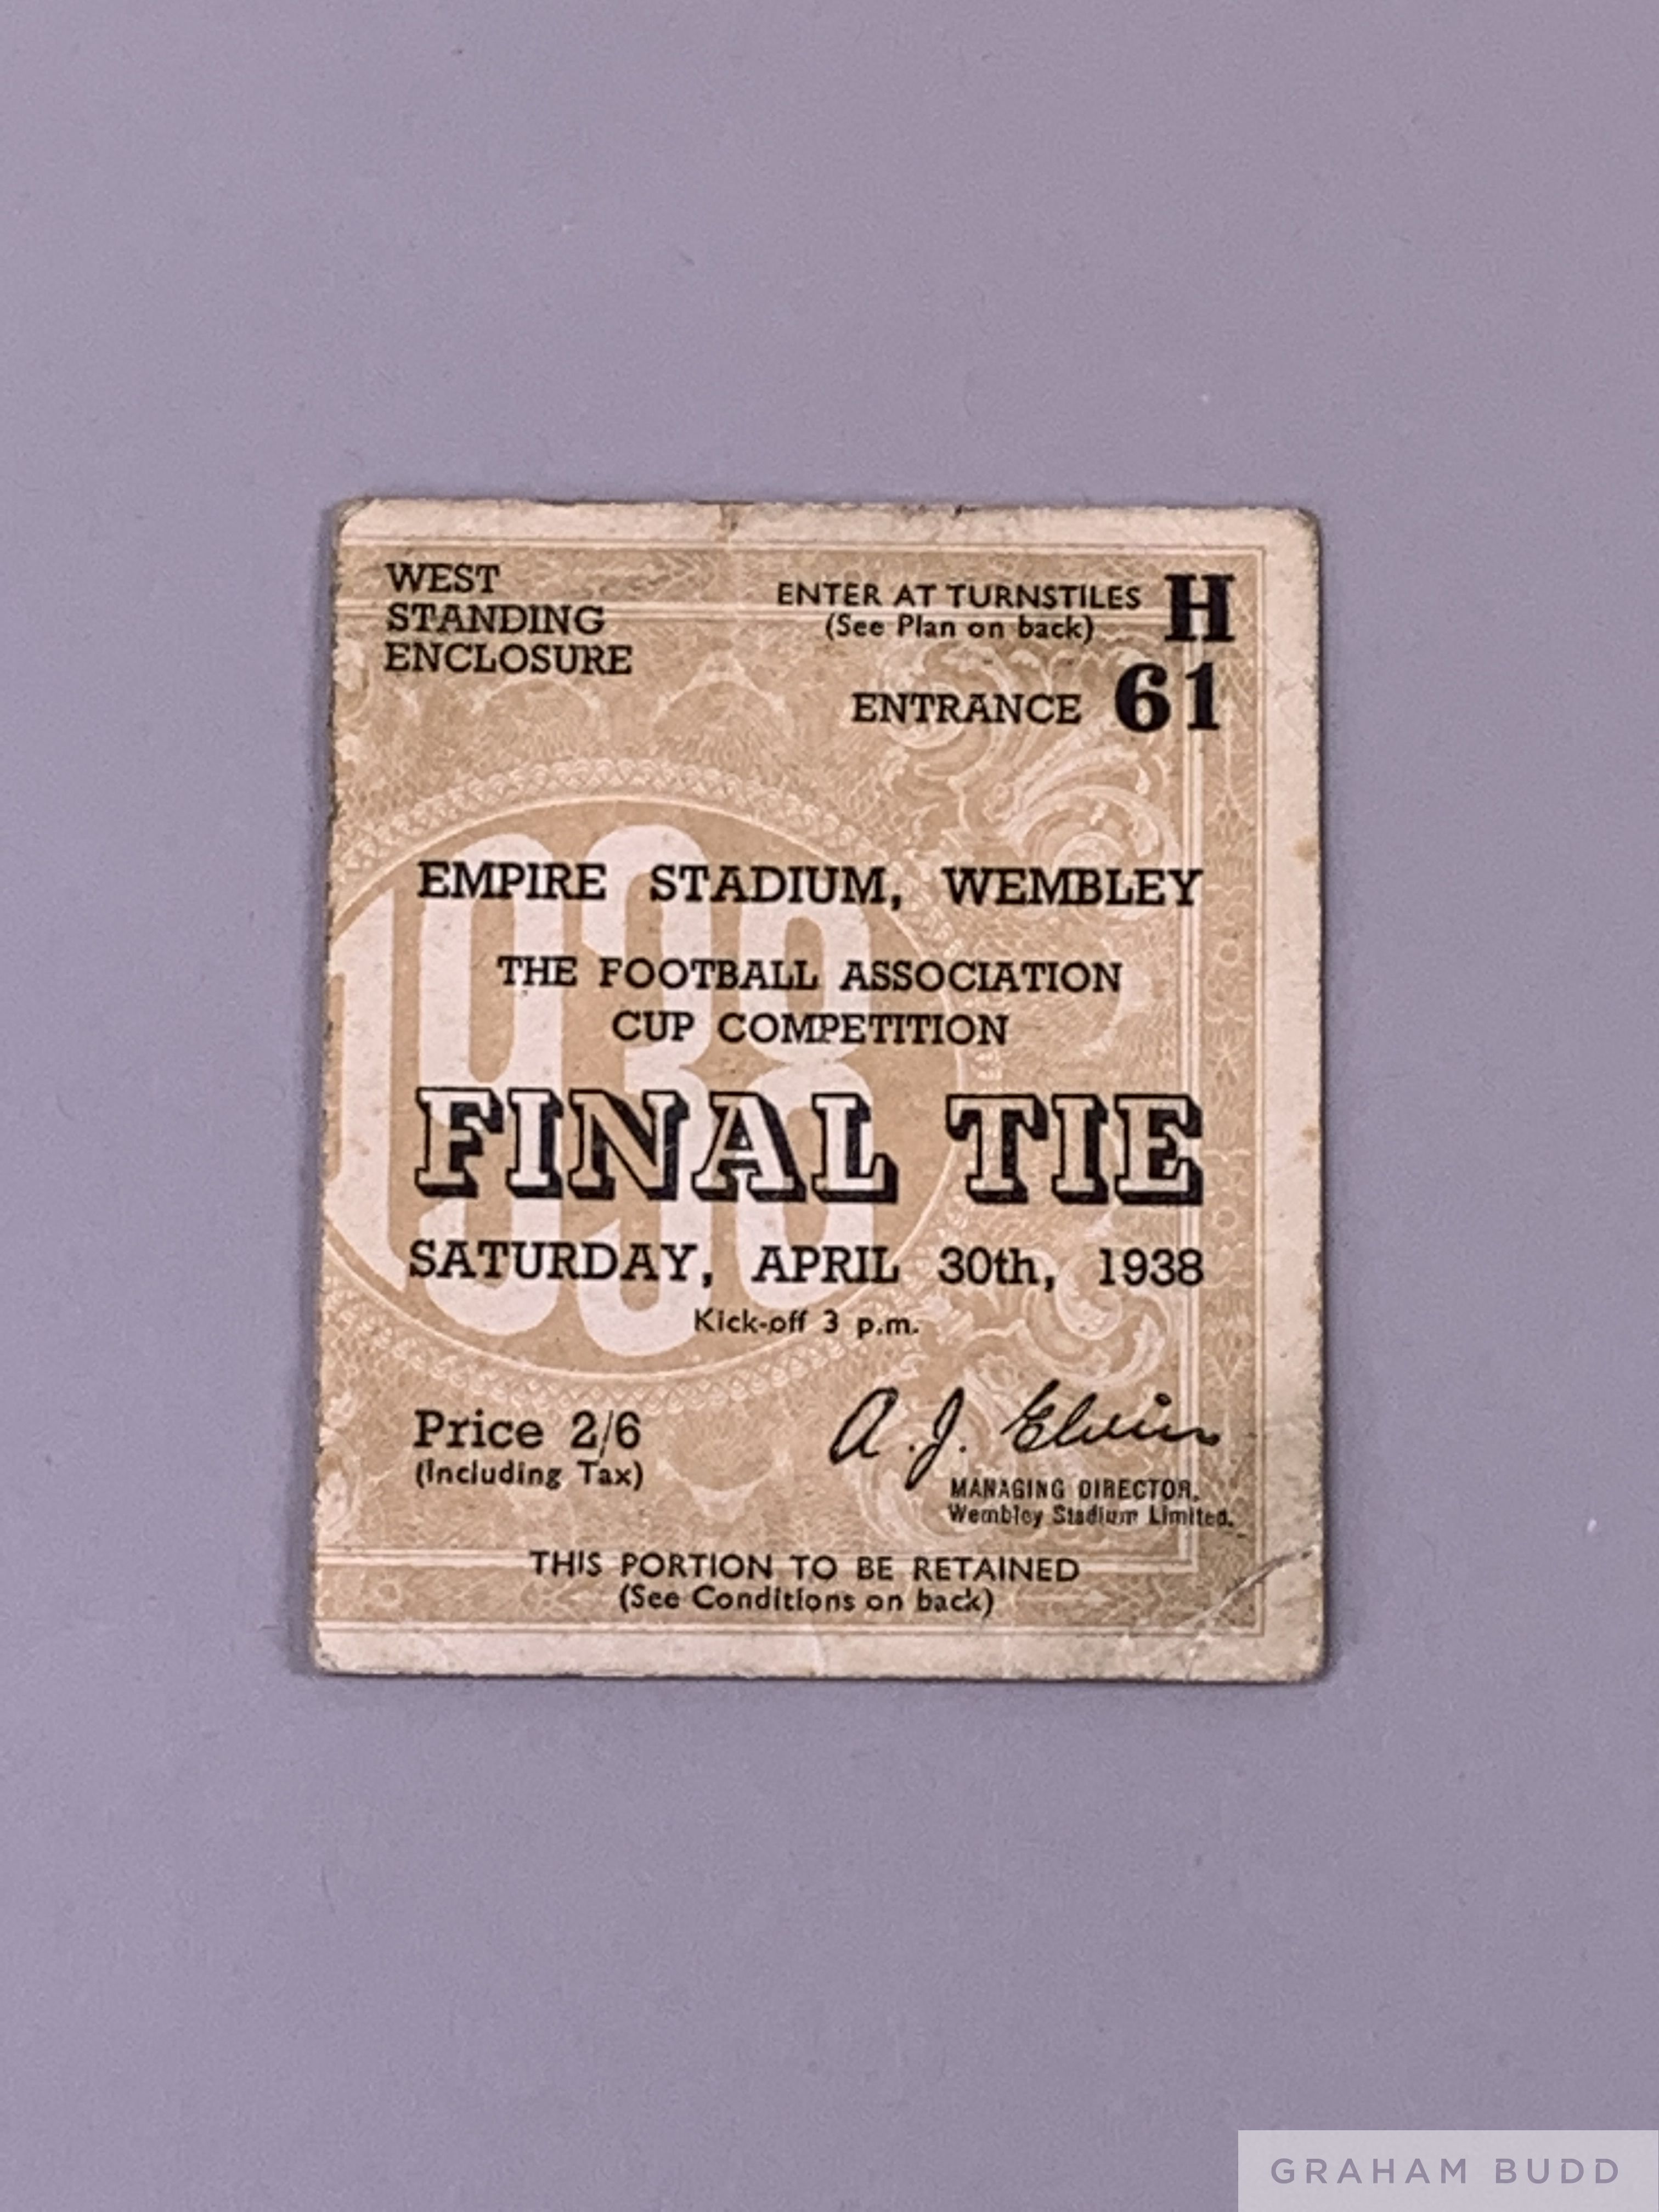 WEST
STANDING
ENCLOSURE
ENTER AT TURNSTILES H
(See Plan on back)
ENTRANCE 61
1938
EMPIRE STADIUM, WEMBLEY
THE FOOTBALL ASSOCIATION
CUP COMPETITION
FINAL TIE
SATURDAY, APRIL 30th, 1938
Kick-off 3 p.m.
Price 2/6
(Including Tax)
A. J. Elvin
MANAGING DIRECTOR.
Wembley Stadium Limited.
THIS PORTION TO BE RETAINED
(See Conditions on back)
GRAHAM BUDD